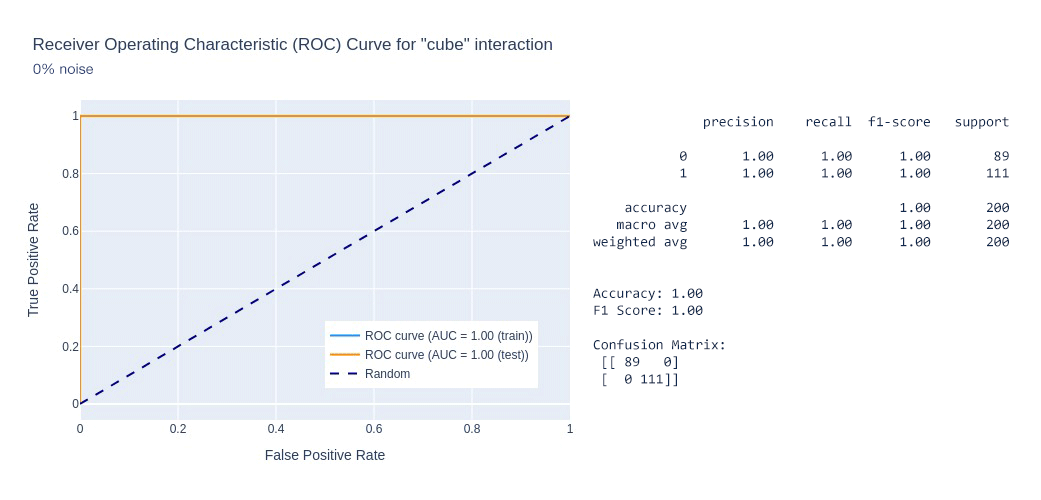 Receiver Operating Characteristic (ROC) Curve for "cube" interaction
0% noise
1
0.8
0.6
0.4
0.2
0
0 0.2 0.4 0.6 0.8 1
True Positive Rate
False Positive Rate
ROC curve (AUC = 1.00 (train))
ROC curve (AUC = 1.00 (test))
Random
precision recall f1-score support
0 1.00 1.00 1.00 89
1 1.00 1.00 1.00 111
accuracy 1.00 200
macro avg 1.00 1.00 1.00 200
weighted avg 1.00 1.00 1.00 200
Accuracy: 1.00
F1 Score: 1.00
Confusion Matrix:
[[ 89 0]
[ 0 111]]